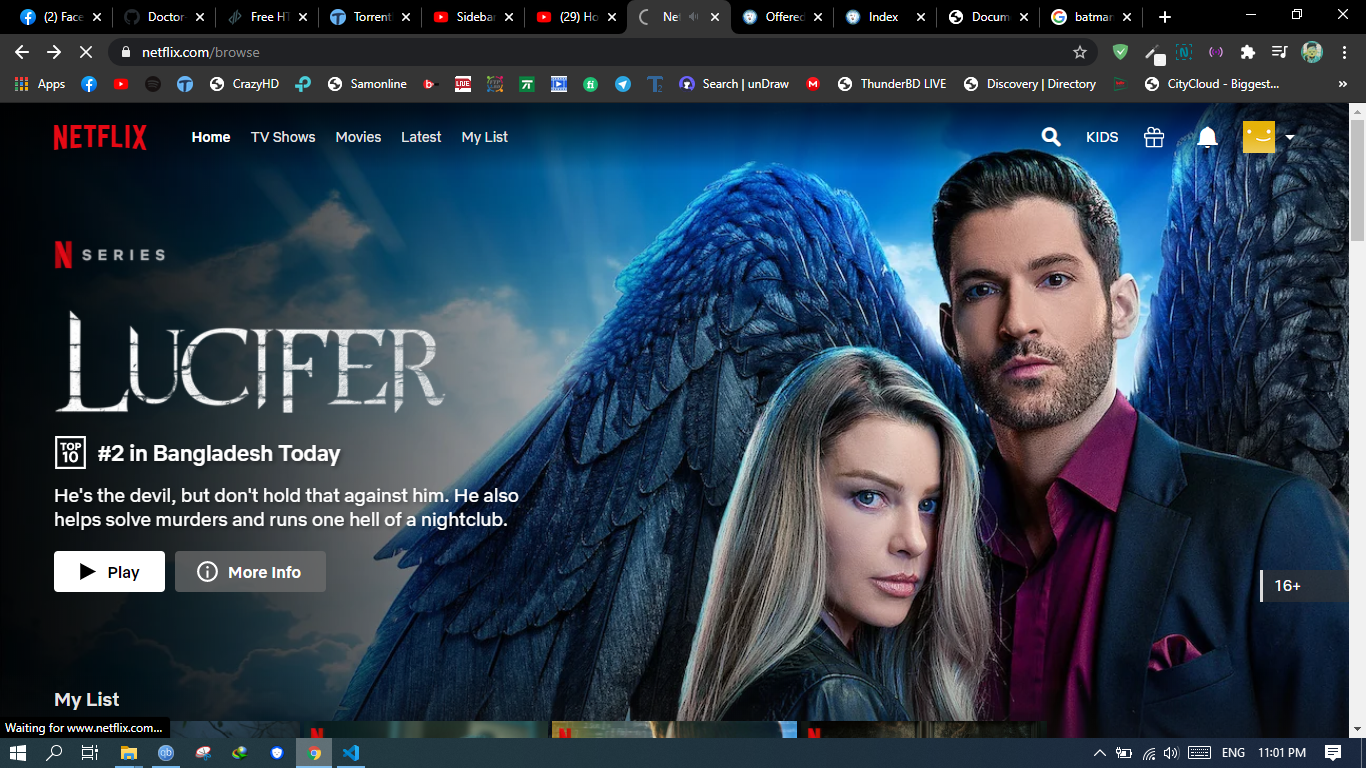 (2) Face
Doctor-
Free HT
Torrent
Sideba
(29) Ho
Net
Offered
Index
Docum
batman
netflix.com/browse
Apps
CrazyHD
Samonline
Search | unDraw
ThunderBD LIVE
Discovery | Directory
CityCloud - Biggest...
NETFLIX
Home
TV Shows
Movies
Latest
My List
KIDS
N SERIES
LUCIFER
TOP 10
#2 in Bangladesh Today
He's the devil, but don't hold that against him. He also
helps solve murders and runs one hell of a nightclub.
Play
More Info
16+
My List
Waiting for www.netflix.com...
ENG
11:01 PM